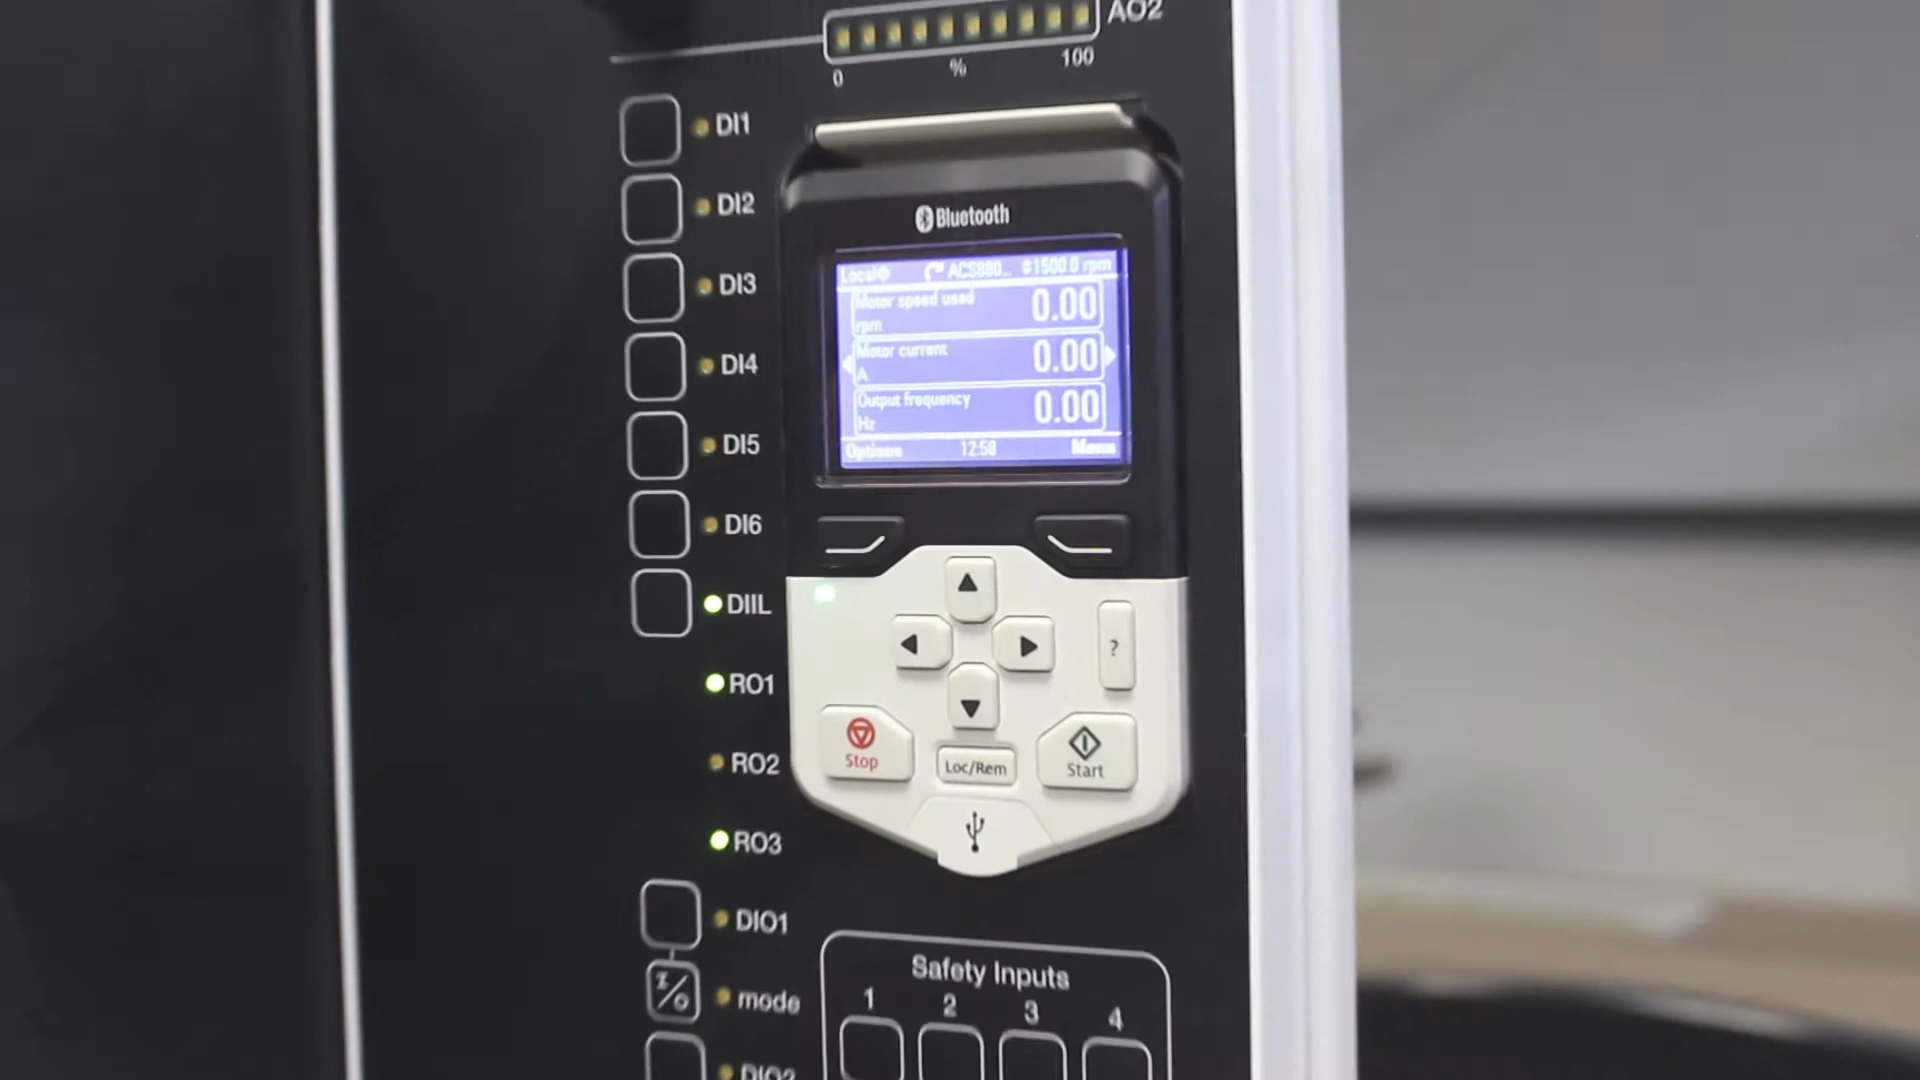 AO2
0 % 100
DI1
DI2
DI3
DI4
DI5
DI6
DIIL
RO1
RO2
RO3
DIO1
I/O mode
DIO2
Bluetooth
Local ACS880... 1500.0 rpm
Motor speed used 0.00
rpm
Motor current 0.00
A
Output frequency 0.00
Hz
Options 12:58 Menu
?
Stop Loc/Rem Start
Safety Inputs
1 2 3 4